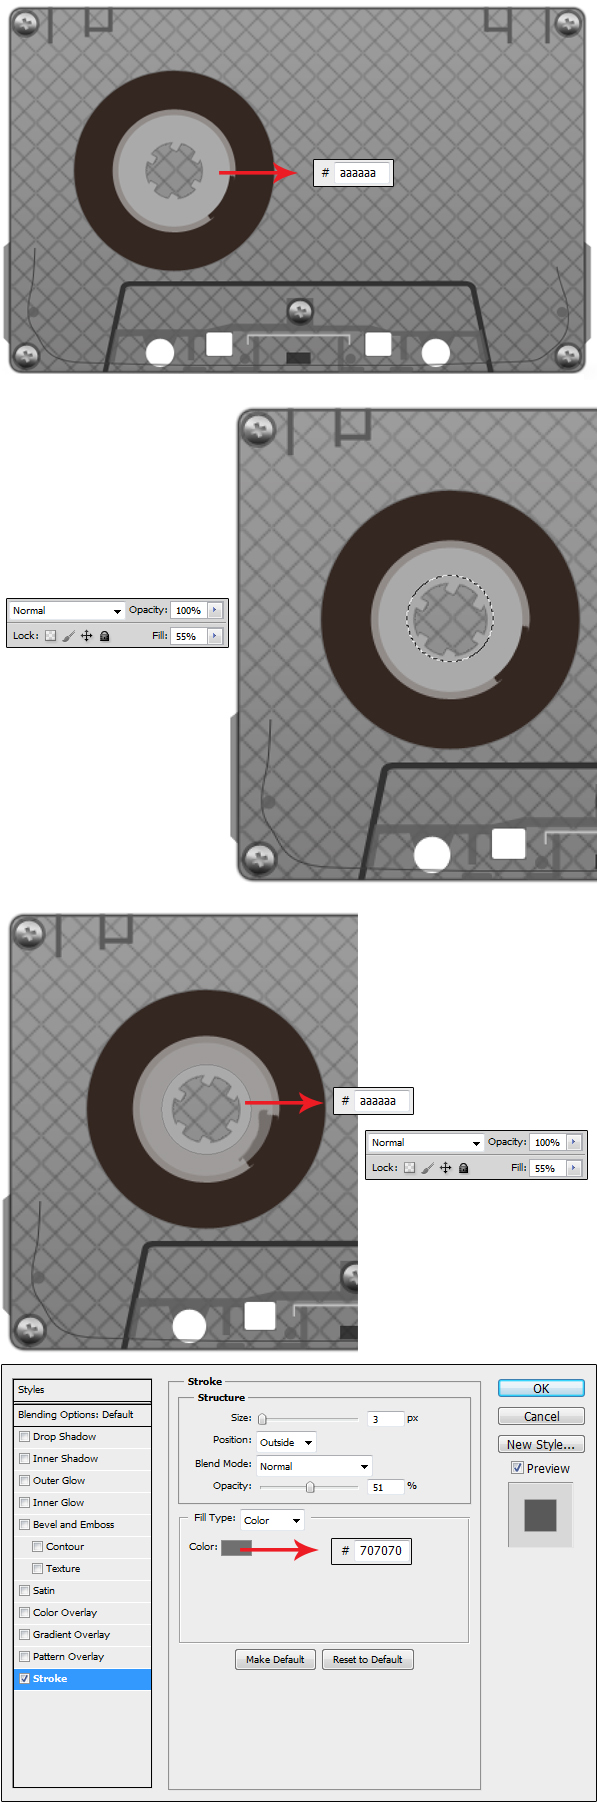 # aaaaaa
Normal Opacity: 100%
Lock: Fill: 55%
# aaaaaa
Normal Opacity: 100%
Lock: Fill: 55%
Styles
Blending Options: Default
Drop Shadow
Inner Shadow
Outer Glow
Inner Glow
Bevel and Emboss
Contour
Texture
Satin
Color Overlay
Gradient Overlay
Pattern Overlay
Stroke
Stroke
Structure
Size: 3 px
Position: Outside
Blend Mode: Normal
Opacity: 51 %
Fill Type: Color
Color: # 707070
Make Default Reset to Default
OK
Cancel
New Style...
Preview